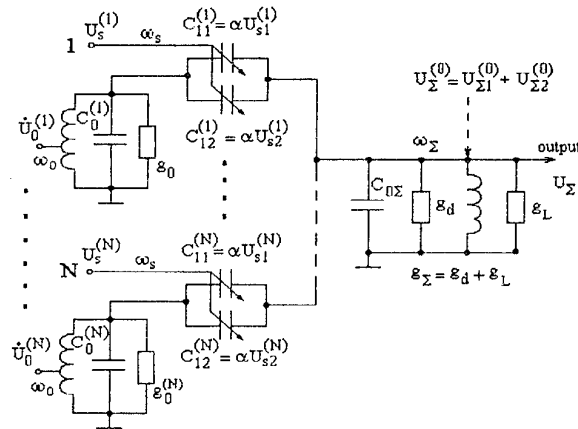 1 U_s^(1) ω_s C_11^(1) = αU_s1^(1)
U̇_0^(1) ω_0 C_0^(1) g_0 C_12^(1) = αU_s2^(1)
U_Σ^(0) = U_Σ1^(0) + U_Σ2^(0)
ω_Σ output
U_Σ
C_0Σ g_d g_L
g_Σ = g_d + g_L
N U_s^(N) ω_s C_11^(N) = αU_s1^(N)
U̇_0^(N) ω_0 C_0^(N) g_0^(N) C_12^(N) = αU_s2^(N)